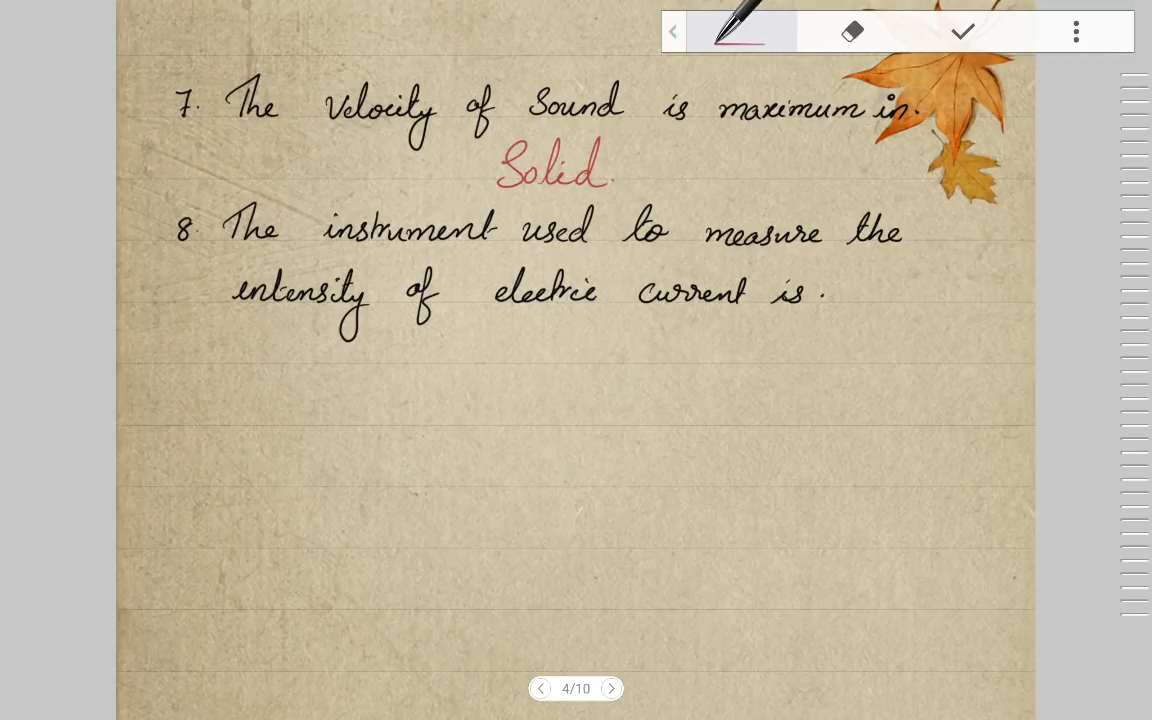 7. The Velocity of Sound is maximum in.
Solid.
8. The instrument used to measure the
intensity of electric current is.
4/10